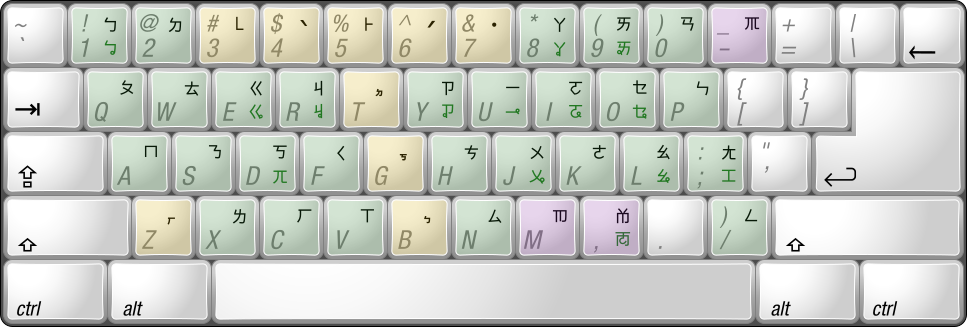 ~ ! ㄅ @ ㄉ # ˪ $ ˋ % ˫ ^ ˊ & ˙ * ㄚ ( ㄞ ) ㄢ _ ㆰ + |
` 1 ㆠ 2 3 4 5 6 7 8 ㆩ 9 ㆮ 0 - = \ ←
⇥ Q ㄆ W ㄊ E ㄍ ㆣ R ㄐ ㆢ T ㆵ Y ㄗ ㆡ U ㄧ ㆪ I ㆦ ㆧ O ㆤ ㆥ P ㄣ { [ } ]
⇪ A ㄇ S ㄋ D ㄎ ㄫ F ㄑ G ㆻ H ㄘ J ㄨ ㆫ K ㄜ L ㄠ ㆯ : ; ㄤ ㆭ " '
⇧ Z ㆷ X ㄌ C ㄏ V ㄒ B ㆴ N ㄙ M ㆬ , ㆱ ㆲ . ) / ㄥ ⇧
ctrl alt alt ctrl